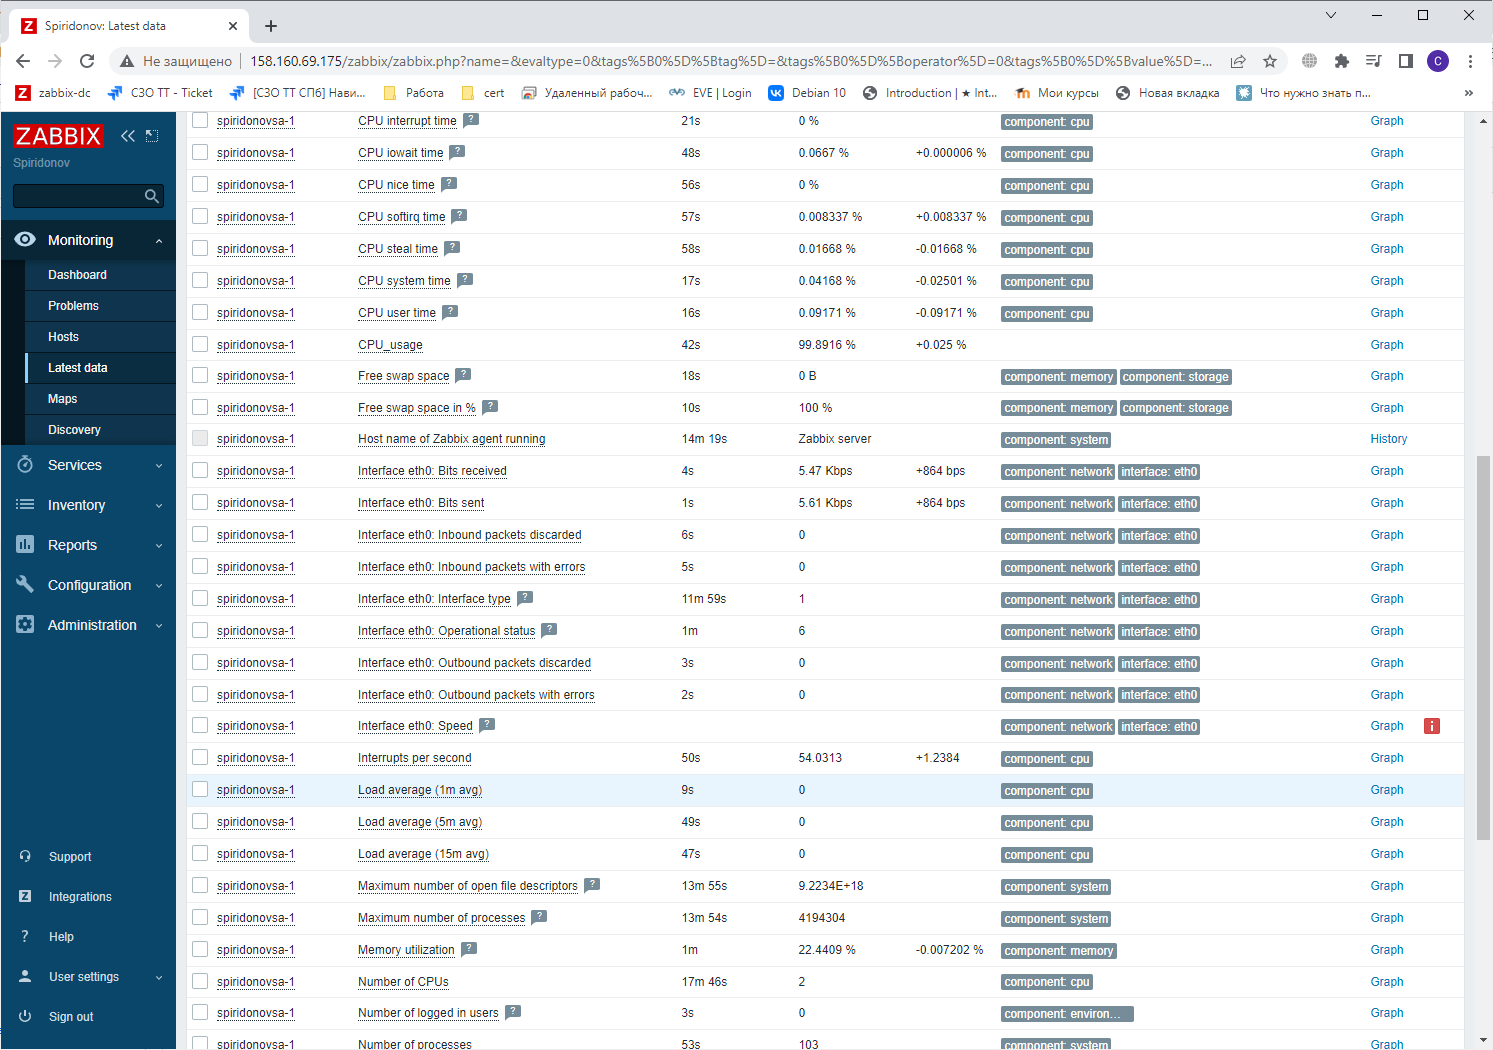 Z Spiridonov: Latest data
Не защищено 158.160.69.175/zabbix/zabbix.php?name=&evaltype=0&tags%5B0%5D%5Btag%5D=&tags%5B0%5D%5Boperator%5D=0&tags%5B0%5D%5Bvalue%5D=... C
Z zabbix-dc СЗО ТТ - Ticket [СЗО ТТ СПб] Нави... Работа cert Удаленный рабоч... EVE | Login Debian 10 Introduction | ★ Int... Мои курсы Новая вкладка Что нужно знать п... »
ZABBIX
Spiridonov
Monitoring
Dashboard
Problems
Hosts
Latest data
Maps
Discovery
Services
Inventory
Reports
Configuration
Administration
Support
Z Integrations
? Help
User settings
Sign out
spiridonovsa-1 CPU interrupt time ? 21s 0 % component: cpu Graph
spiridonovsa-1 CPU iowait time ? 48s 0.0667 % +0.000006 % component: cpu Graph
spiridonovsa-1 CPU nice time ? 56s 0 % component: cpu Graph
spiridonovsa-1 CPU softirq time ? 57s 0.008337 % +0.008337 % component: cpu Graph
spiridonovsa-1 CPU steal time ? 58s 0.01668 % -0.01668 % component: cpu Graph
spiridonovsa-1 CPU system time ? 17s 0.04168 % -0.02501 % component: cpu Graph
spiridonovsa-1 CPU user time ? 16s 0.09171 % -0.09171 % component: cpu Graph
spiridonovsa-1 CPU_usage 42s 99.8916 % +0.025 % Graph
spiridonovsa-1 Free swap space ? 18s 0 B component: memory component: storage Graph
spiridonovsa-1 Free swap space in % ? 10s 100 % component: memory component: storage Graph
spiridonovsa-1 Host name of Zabbix agent running 14m 19s Zabbix server component: system History
spiridonovsa-1 Interface eth0: Bits received 4s 5.47 Kbps +864 bps component: network interface: eth0 Graph
spiridonovsa-1 Interface eth0: Bits sent 1s 5.61 Kbps +864 bps component: network interface: eth0 Graph
spiridonovsa-1 Interface eth0: Inbound packets discarded 6s 0 component: network interface: eth0 Graph
spiridonovsa-1 Interface eth0: Inbound packets with errors 5s 0 component: network interface: eth0 Graph
spiridonovsa-1 Interface eth0: Interface type ? 11m 59s 1 component: network interface: eth0 Graph
spiridonovsa-1 Interface eth0: Operational status ? 1m 6 component: network interface: eth0 Graph
spiridonovsa-1 Interface eth0: Outbound packets discarded 3s 0 component: network interface: eth0 Graph
spiridonovsa-1 Interface eth0: Outbound packets with errors 2s 0 component: network interface: eth0 Graph
spiridonovsa-1 Interface eth0: Speed ? component: network interface: eth0 Graph i
spiridonovsa-1 Interrupts per second 50s 54.0313 +1.2384 component: cpu Graph
spiridonovsa-1 Load average (1m avg) 9s 0 component: cpu Graph
spiridonovsa-1 Load average (5m avg) 49s 0 component: cpu Graph
spiridonovsa-1 Load average (15m avg) 47s 0 component: cpu Graph
spiridonovsa-1 Maximum number of open file descriptors ? 13m 55s 9.2234E+18 component: system Graph
spiridonovsa-1 Maximum number of processes ? 13m 54s 4194304 component: system Graph
spiridonovsa-1 Memory utilization ? 1m 22.4409 % -0.007202 % component: memory Graph
spiridonovsa-1 Number of CPUs 17m 46s 2 component: cpu Graph
spiridonovsa-1 Number of logged in users ? 3s 0 component: environ... Graph
spiridonovsa-1 Number of processes 53s 103 component: system Graph